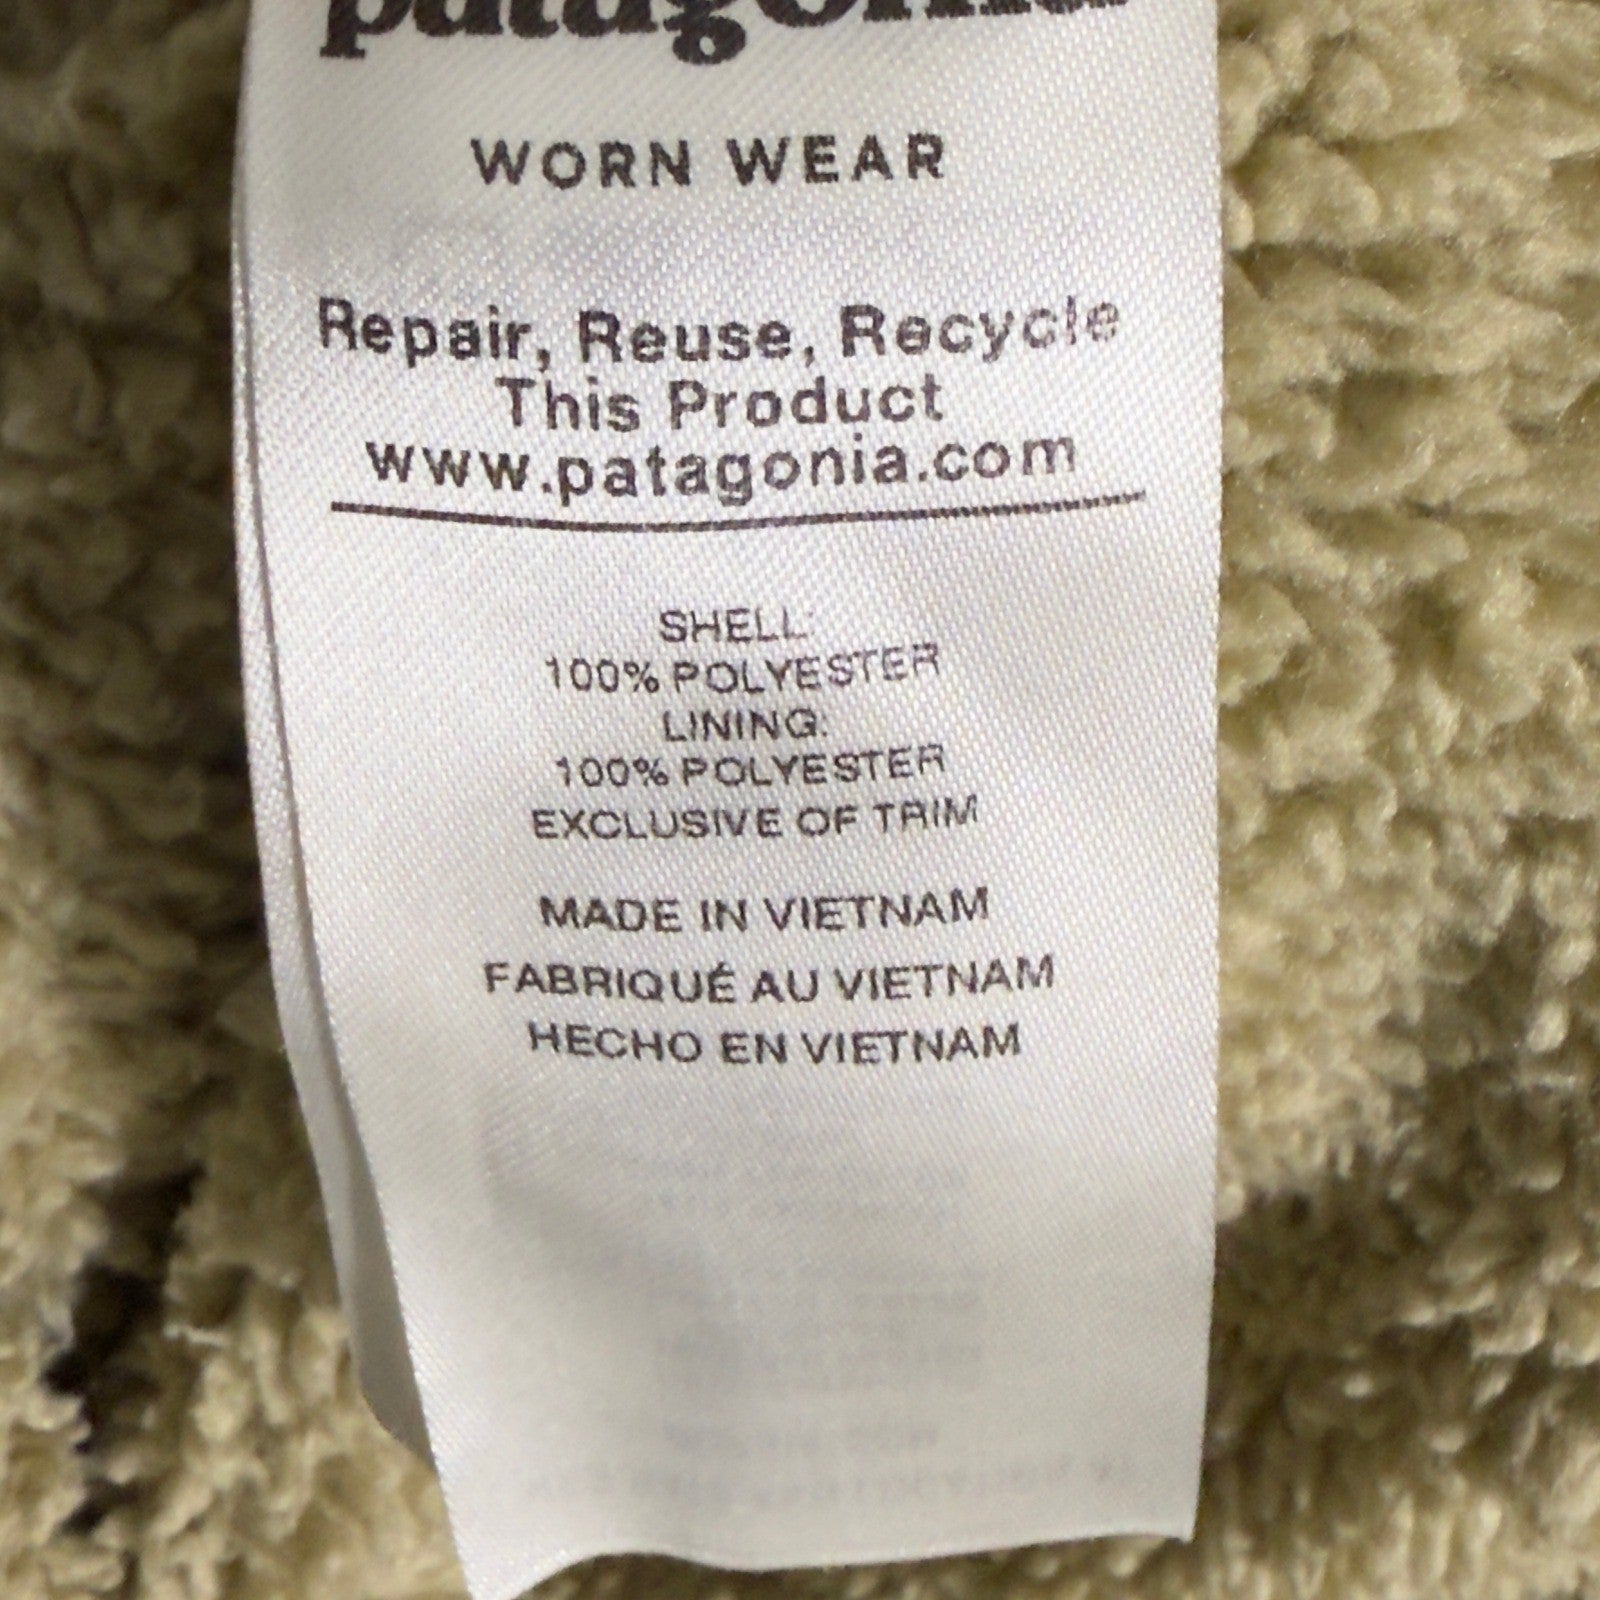 patagonia
WORN WEAR
Repair, Reuse, Recycle
This Product
www.patagonia.com
SHELL:
100% POLYESTER
LINING:
100% POLYESTER
EXCLUSIVE OF TRIM
MADE IN VIETNAM
FABRIQUÉ AU VIETNAM
HECHO EN VIETNAM